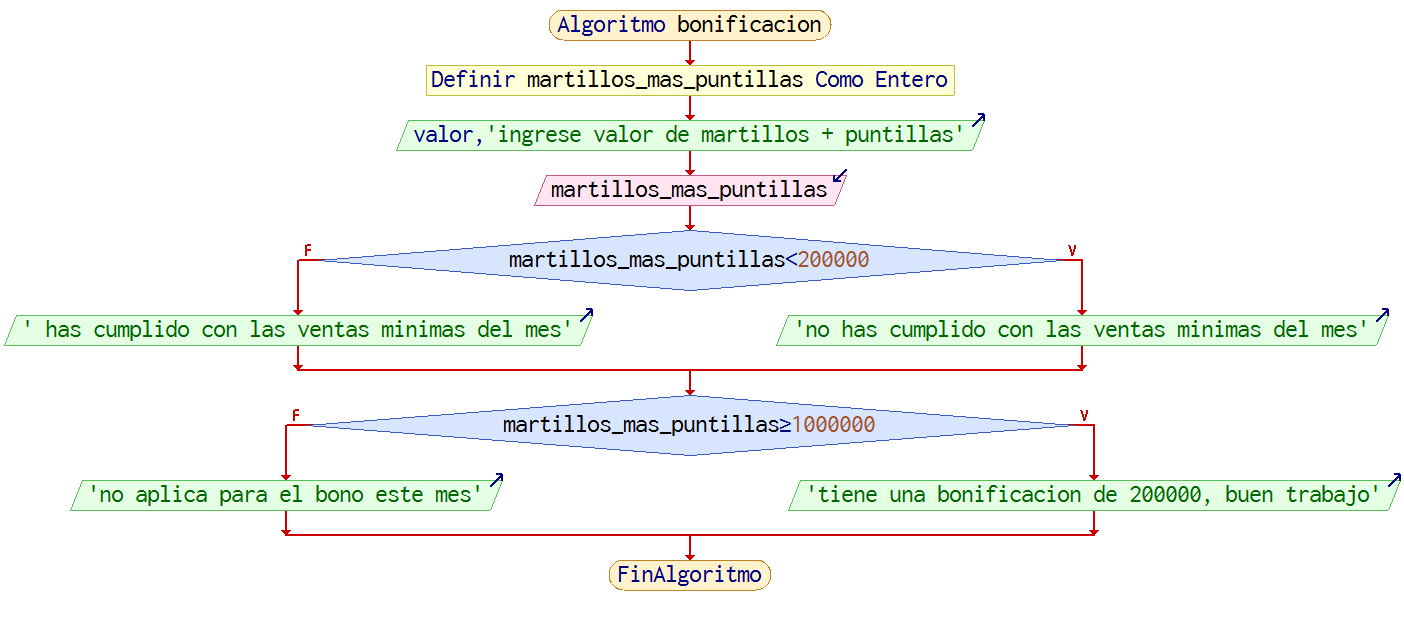 Algoritmo bonificacion
Definir martillos_mas_puntillas Como Entero
valor,'ingrese valor de martillos + puntillas'
martillos_mas_puntillas
F
V
martillos_mas_puntillas<200000
' has cumplido con las ventas minimas del mes'
'no has cumplido con las ventas minimas del mes'
F
V
martillos_mas_puntillas≥1000000
'no aplica para el bono este mes'
'tiene una bonificacion de 200000, buen trabajo'
FinAlgoritmo